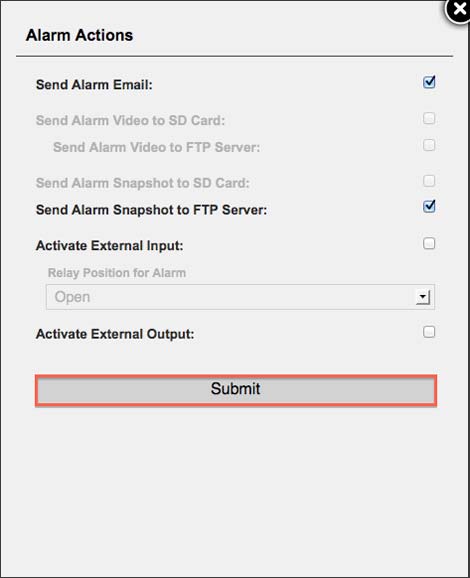 Alarm Actions
Send Alarm Email:
Send Alarm Video to SD Card:
Send Alarm Video to FTP Server:
Send Alarm Snapshot to SD Card:
Send Alarm Snapshot to FTP Server:
Activate External Input:
Relay Position for Alarm
Open
Activate External Output:
Submit